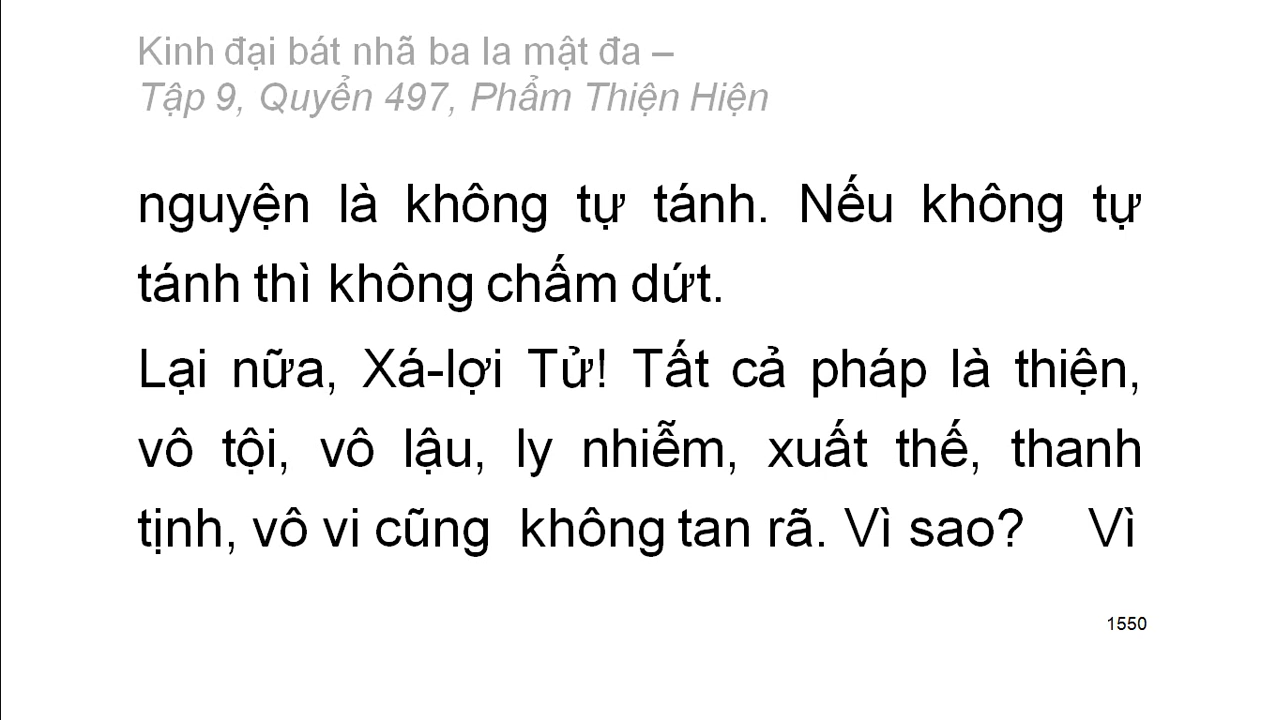 Kinh đại bát nhã ba la mật đa –
Tập 9, Quyển 497, Phẩm Thiện Hiện
nguyện là không tự tánh. Nếu không tự
tánh thì không chấm dứt.
Lại nữa, Xá-lợi Tử! Tất cả pháp là thiện,
vô tội, vô lậu, ly nhiễm, xuất thế, thanh
tịnh, vô vi cũng không tan rã. Vì sao? Vì
1550